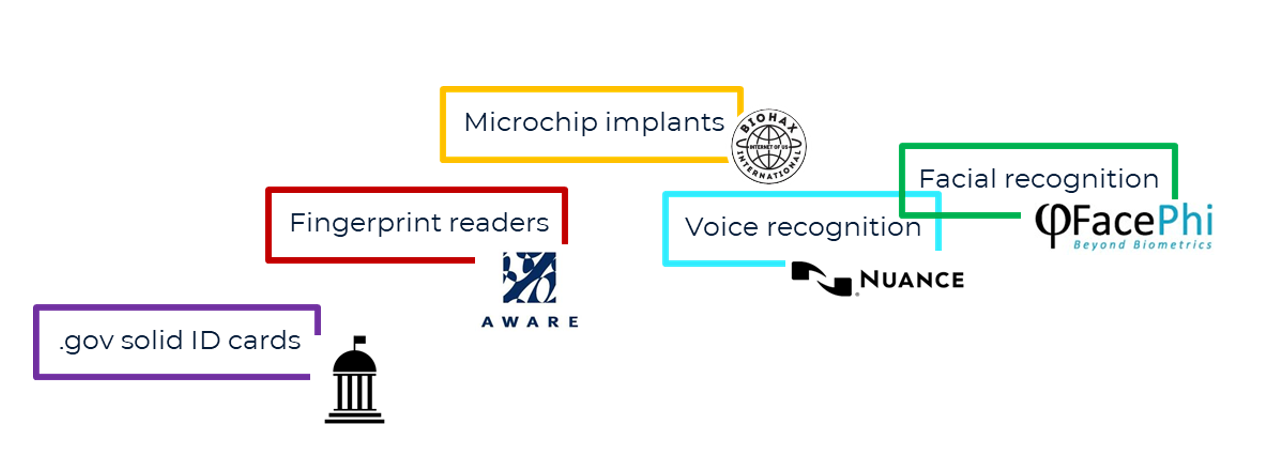 Microchip implants
BIOHAX
INTERNET OF US
INTERNATIONAL
Facial recognition
φFacePhi
Beyond Biometrics
Fingerprint readers
Voice recognition
NUANCE
AWARE
.gov solid ID cards